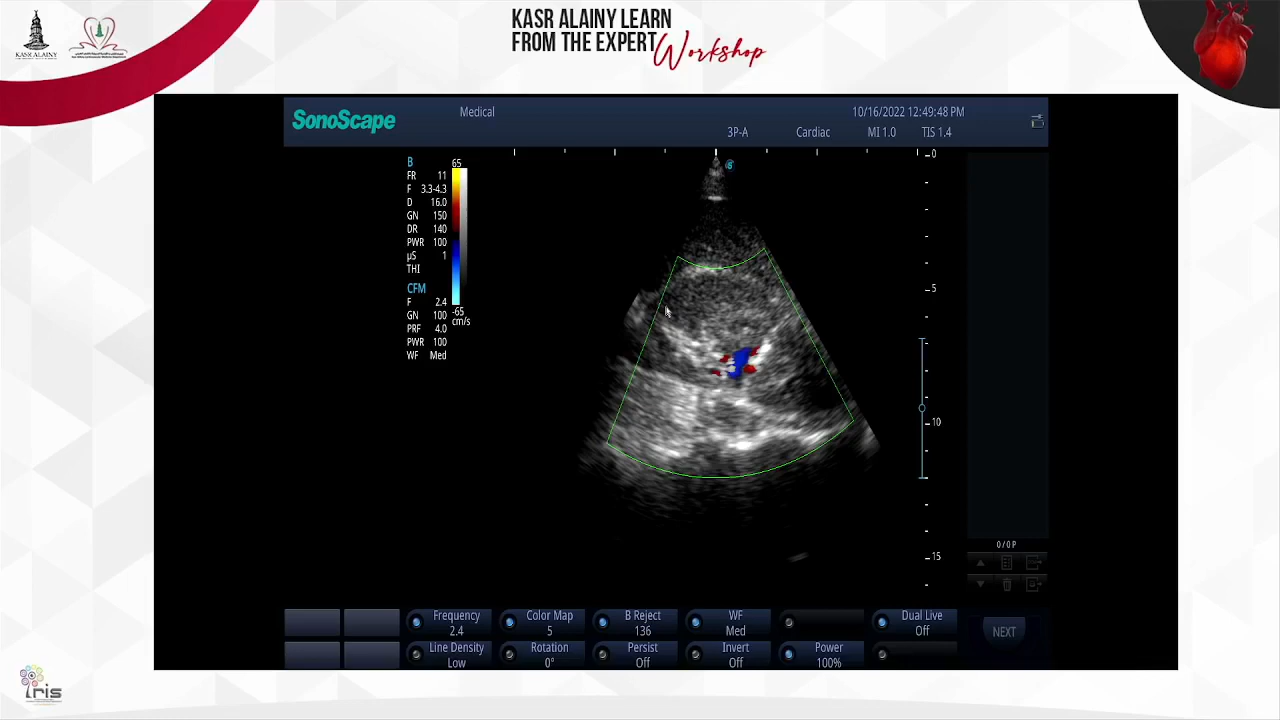 KASR ALAINY LEARN
FROM THE EXPERT
Workshop
KASR ALAINY
SonoScape
Medical
10/16/2022 12:49:48 PM
3P-A
Cardiac
MI 1.0
TIS 1.4
B
FR 11
F 3.3-4.3
D 16.0
GN 150
DR 140
PWR 100
µS 1
THI
CFM
F 2.4
GN 100
PRF 4.0
PWR 100
WF Med
65
-65
cm/s
0
5
10
15
0/0P
Frequency
2.4
Color Map
5
B Reject
136
WF
Med
Dual Live
Off
NEXT
Line Density
Low
Rotation
0°
Persist
Off
Invert
Off
Power
100%
iris